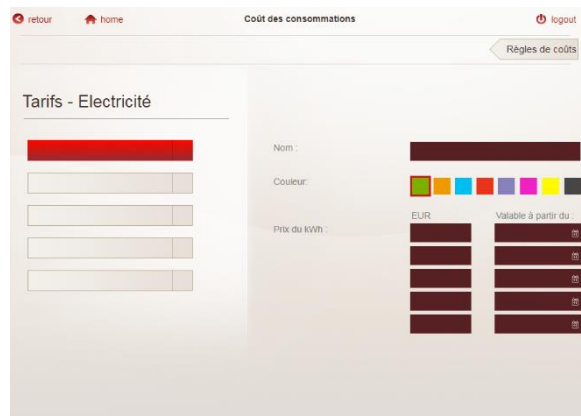 retour
home
Coût des consommations
logout
Règles de coûts
Tarifs - Electricité
Nom :
Couleur:
EUR
Valable à partir du :
Prix du kWh :